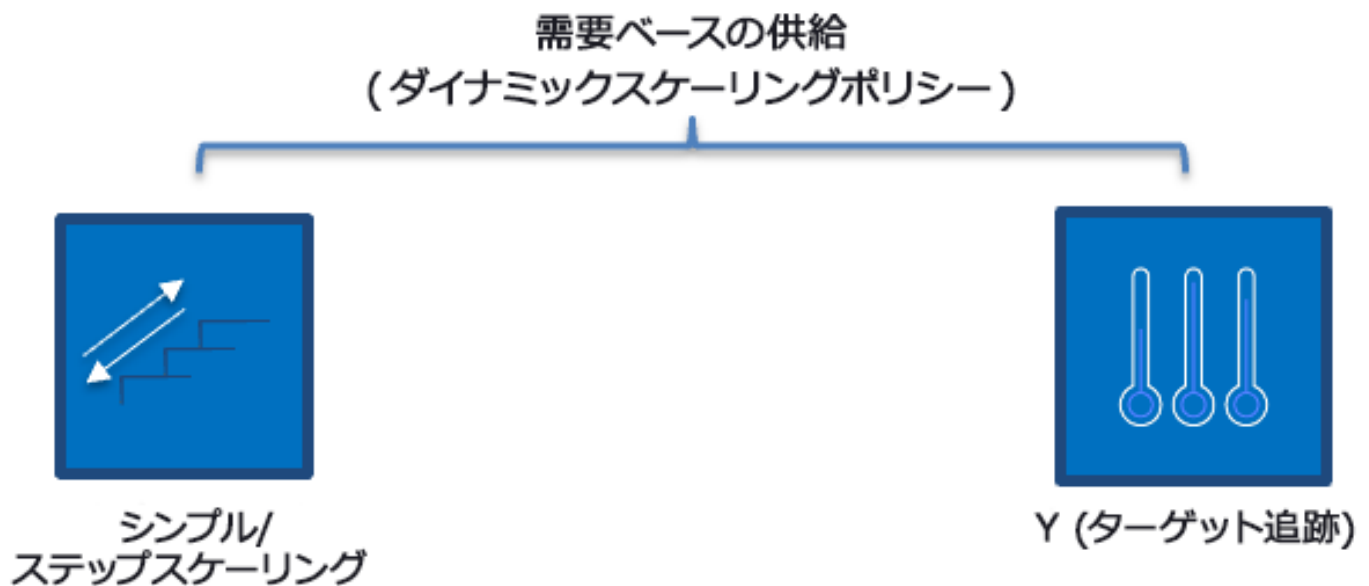 需要ベースの供給
(ダイナミックスケーリングポリシー)
シンプル/
ステップスケーリング
Y (ターゲット追跡)